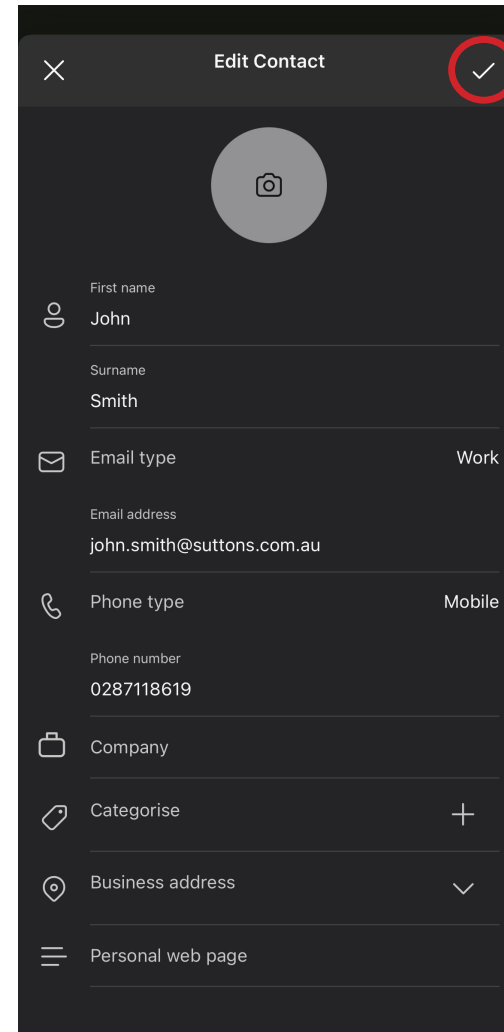 Edit Contact
First name
John
Surname
Smith
Email type Work
Email address
john.smith@suttons.com.au
Phone type Mobile
Phone number
0287118619
Company
Categorise
Business address
Personal web page